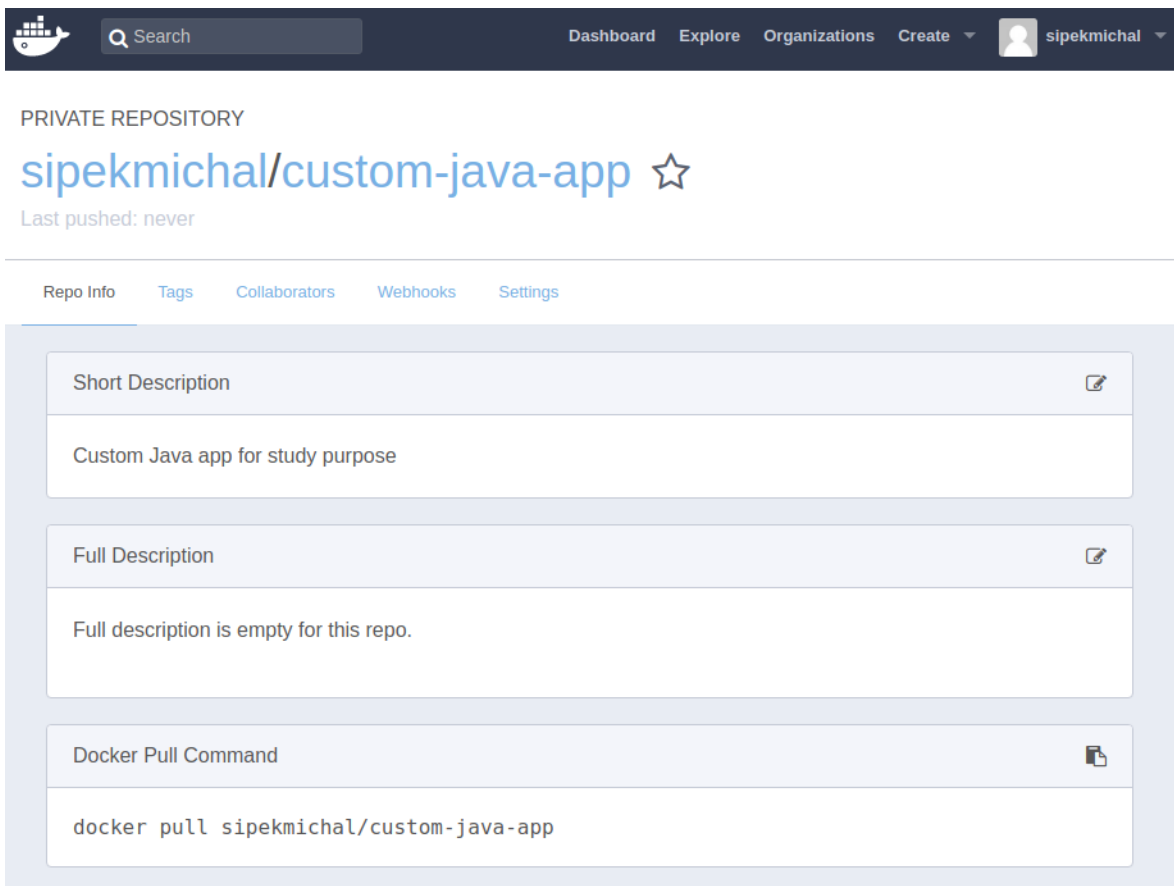 Search Dashboard Explore Organizations Create sipekmichal
PRIVATE REPOSITORY
sipekmichal/custom-java-app
Last pushed: never
Repo Info Tags Collaborators Webhooks Settings
Short Description
Custom Java app for study purpose
Full Description
Full description is empty for this repo.
Docker Pull Command
docker pull sipekmichal/custom-java-app